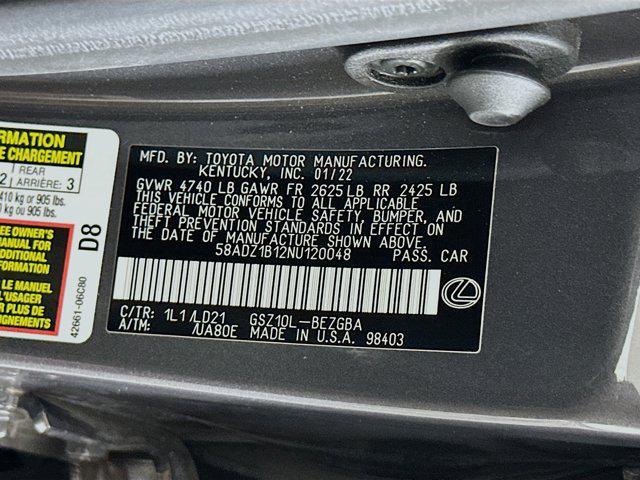 RMATION
E CHARGEMENT
2 REAR ARRIÈRE: 3
410 kg or 905 lbs.
kg ou 905 lbs.
EE OWNER'S
MANUAL FOR
ADDITIONAL
le MANUEL
L'USAGER
R PLUS DE
EIGNEMENTS
D8
42661-06C80
MFD. BY: TOYOTA MOTOR MANUFACTURING.
KENTUCKY, INC. 01/22
GVWR 4740 LB GAWR FR 2625 LB RR 2425 LB
THIS VEHICLE CONFORMS TO ALL APPLICABLE
FEDERAL MOTOR VEHICLE SAFETY, BUMPER, AND
THEFT PREVENTION STANDARDS IN EFFECT ON
THE DATE OF MANUFACTURE SHOWN ABOVE.
58ADZ1B12NU120048 PASS. CAR
C/TR: 1L1 /LD21 GSZ10L-BEZGBA
A/TM: /UA80E MADE IN U.S.A. 98403